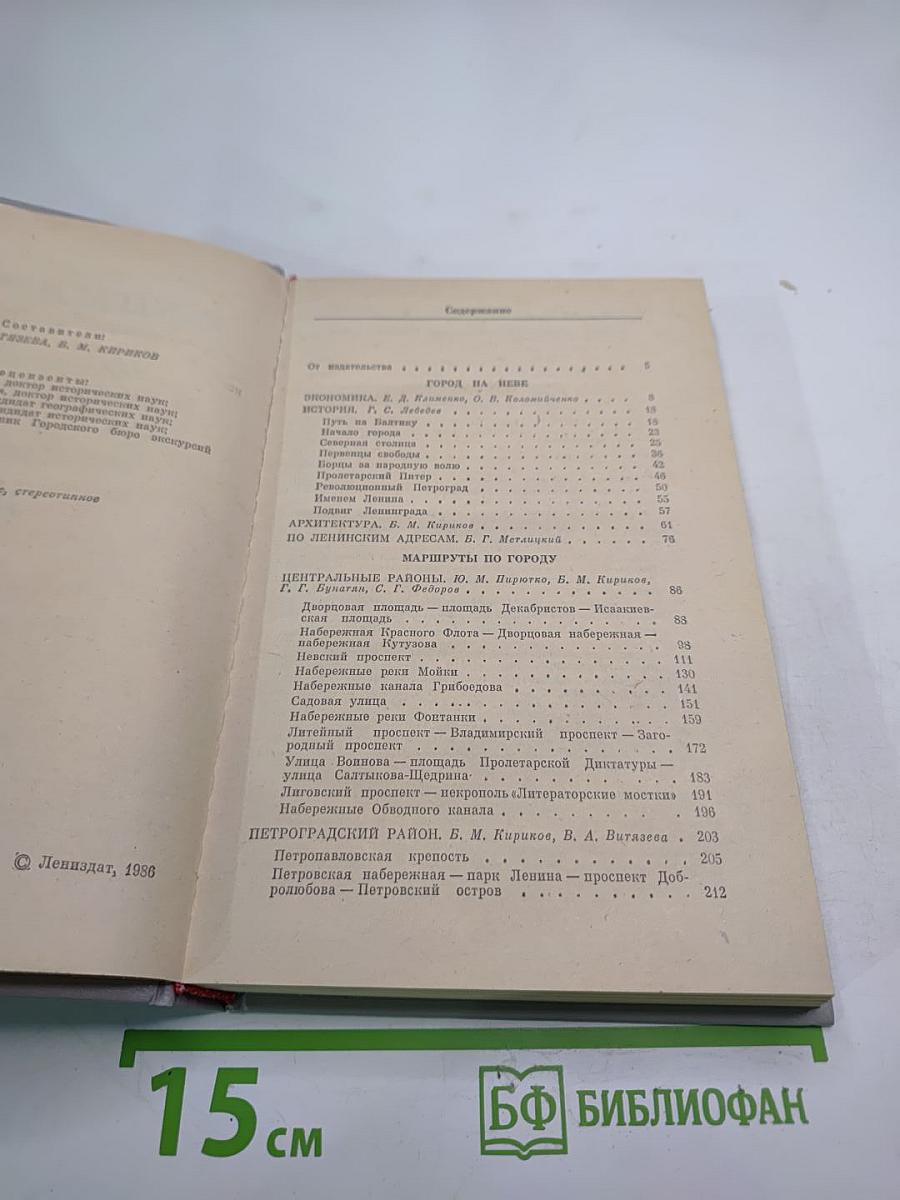 Составители:
ТЯЗЕВА, Б. М. КИРИКОВ
ецензенты:
доктор исторических наук;
я, доктор исторических наук;
ндидат географических наук;
ндидат исторических наук;
ник Городского бюро экскурсий
е, стереотипное
© Лениздат, 1986
Содержание
От издательства . . . . . . . . . . . . . . . . 5
ГОРОД НА НЕВЕ
ЭКОНОМИКА. Е. Д. Клименко, О. В. Коломийченко . . . . 8
ИСТОРИЯ. Г. С. Лебедев . . . . . . . . . . . . 18
Путь на Балтику . . . . . . . . . . . . . . 18
Начало города . . . . . . . . . . . . . . 23
Северная столица . . . . . . . . . . . . . . 25
Первенцы свободы . . . . . . . . . . . . . . 36
Борцы за народную волю . . . . . . . . . . . . 42
Пролетарский Питер . . . . . . . . . . . . . 46
Революционный Петроград . . . . . . . . . . . 50
Именем Ленина . . . . . . . . . . . . . . 55
Подвиг Ленинграда . . . . . . . . . . . . . 57
АРХИТЕКТУРА. Б. М. Кириков . . . . . . . . . . . 61
ПО ЛЕНИНСКИМ АДРЕСАМ. Б. Г. Метлицкий . . . . . . 76
МАРШРУТЫ ПО ГОРОДУ
ЦЕНТРАЛЬНЫЕ РАЙОНЫ. Ю. М. Пирютко, Б. М. Кириков,
Г. Г. Бунатян, С. Г. Федоров . . . . . . . . . . . . 86
Дворцовая площадь — площадь Декабристов — Исаакиев-
ская площадь . . . . . . . . . . . . . . 88
Набережная Красного Флота — Дворцовая набережная —
набережная Кутузова . . . . . . . . . . . . 98
Невский проспект . . . . . . . . . . . . . 111
Набережные реки Мойки . . . . . . . . . . . 130
Набережные канала Грибоедова . . . . . . . . . 141
Садовая улица . . . . . . . . . . . . . . 151
Набережные реки Фонтанки . . . . . . . . . . 159
Литейный проспект — Владимирский проспект — Заго-
родный проспект . . . . . . . . . . . . . 172
Улица Воинова — площадь Пролетарской Диктатуры —
улица Салтыкова-Щедрина . . . . . . . . . . 183
Лиговский проспект — некрополь «Литераторские мостки» 191
Набережные Обводного канала . . . . . . . . . 196
ПЕТРОГРАДСКИЙ РАЙОН. Б. М. Кириков, В. А. Витязева . 203
Петропавловская крепость . . . . . . . . . . . 205
Петровская набережная — парк Ленина — проспект Доб-
ролюбова — Петровский остров . . . . . . . . . 212
15 см
БФ БИБЛИОФАН